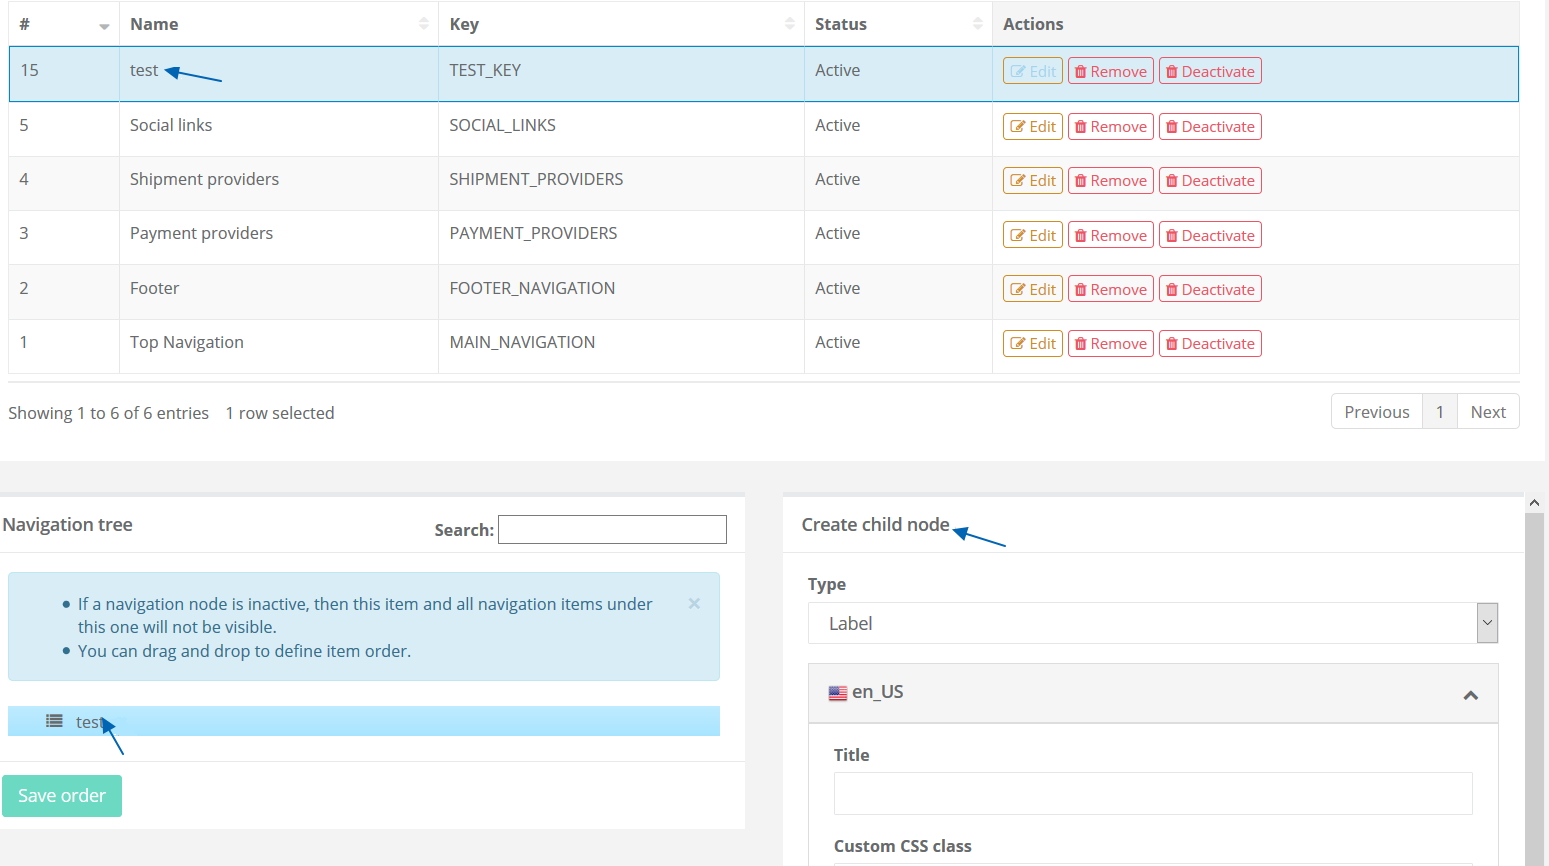 # Name Key Status Actions
15 test TEST_KEY Active Edit Remove Deactivate
5 Social links SOCIAL_LINKS Active Edit Remove Deactivate
4 Shipment providers SHIPMENT_PROVIDERS Active Edit Remove Deactivate
3 Payment providers PAYMENT_PROVIDERS Active Edit Remove Deactivate
2 Footer FOOTER_NAVIGATION Active Edit Remove Deactivate
1 Top Navigation MAIN_NAVIGATION Active Edit Remove Deactivate
Showing 1 to 6 of 6 entries 1 row selected Previous 1 Next
Navigation tree Search:
• If a navigation node is inactive, then this item and all navigation items under
this one will not be visible.
• You can drag and drop to define item order.
×
test
Save order
Create child node
Type
Label
en_US
Title
Custom CSS class